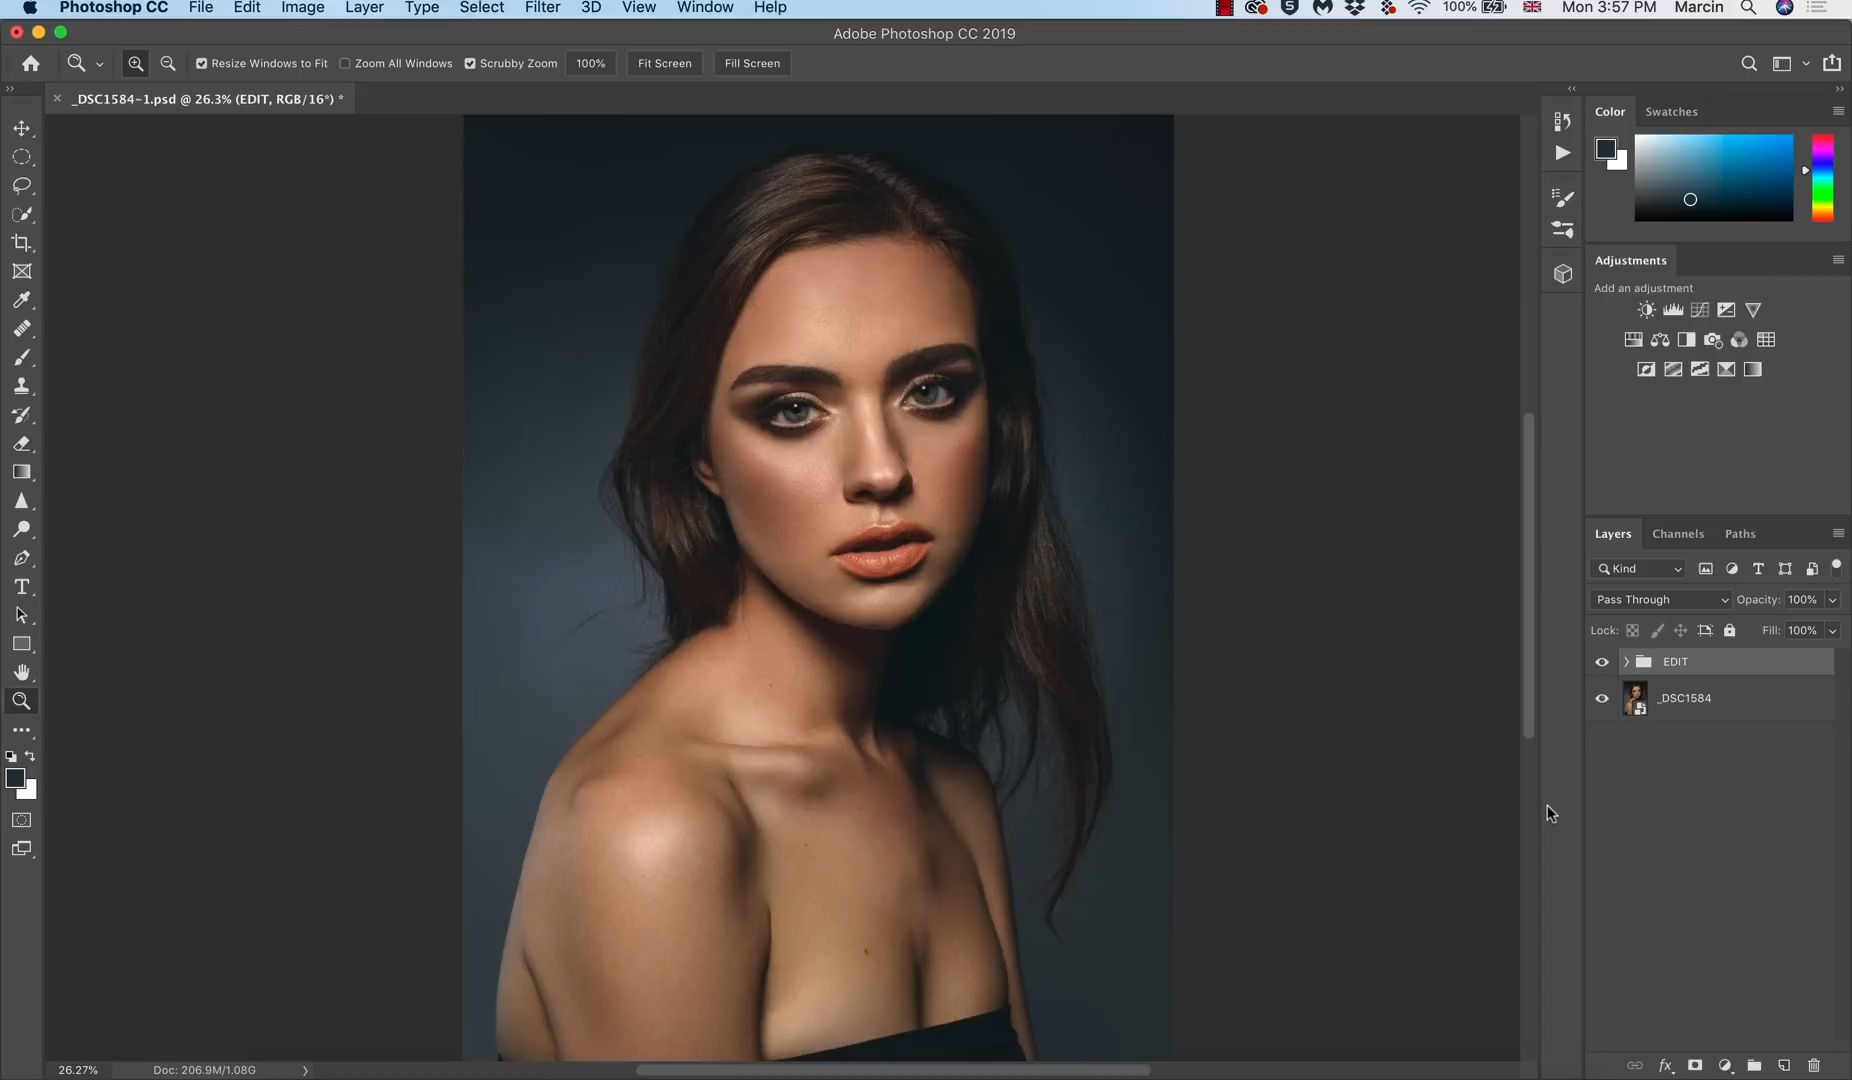 Photoshop CC File Edit Image Layer Type Select Filter 3D View Window Help 100% Mon 3:57 PM Marcin
Adobe Photoshop CC 2019
Resize Windows to Fit Zoom All Windows Scrubby Zoom 100% Fit Screen Fill Screen
_DSC1584-1.psd @ 26.3% (EDIT, RGB/16*) *
Color Swatches
Adjustments
Add an adjustment
Layers Channels Paths
Kind
Pass Through Opacity: 100%
Lock: Fill: 100%
EDIT
_DSC1584
26.27% Doc: 206.9M/1.08G